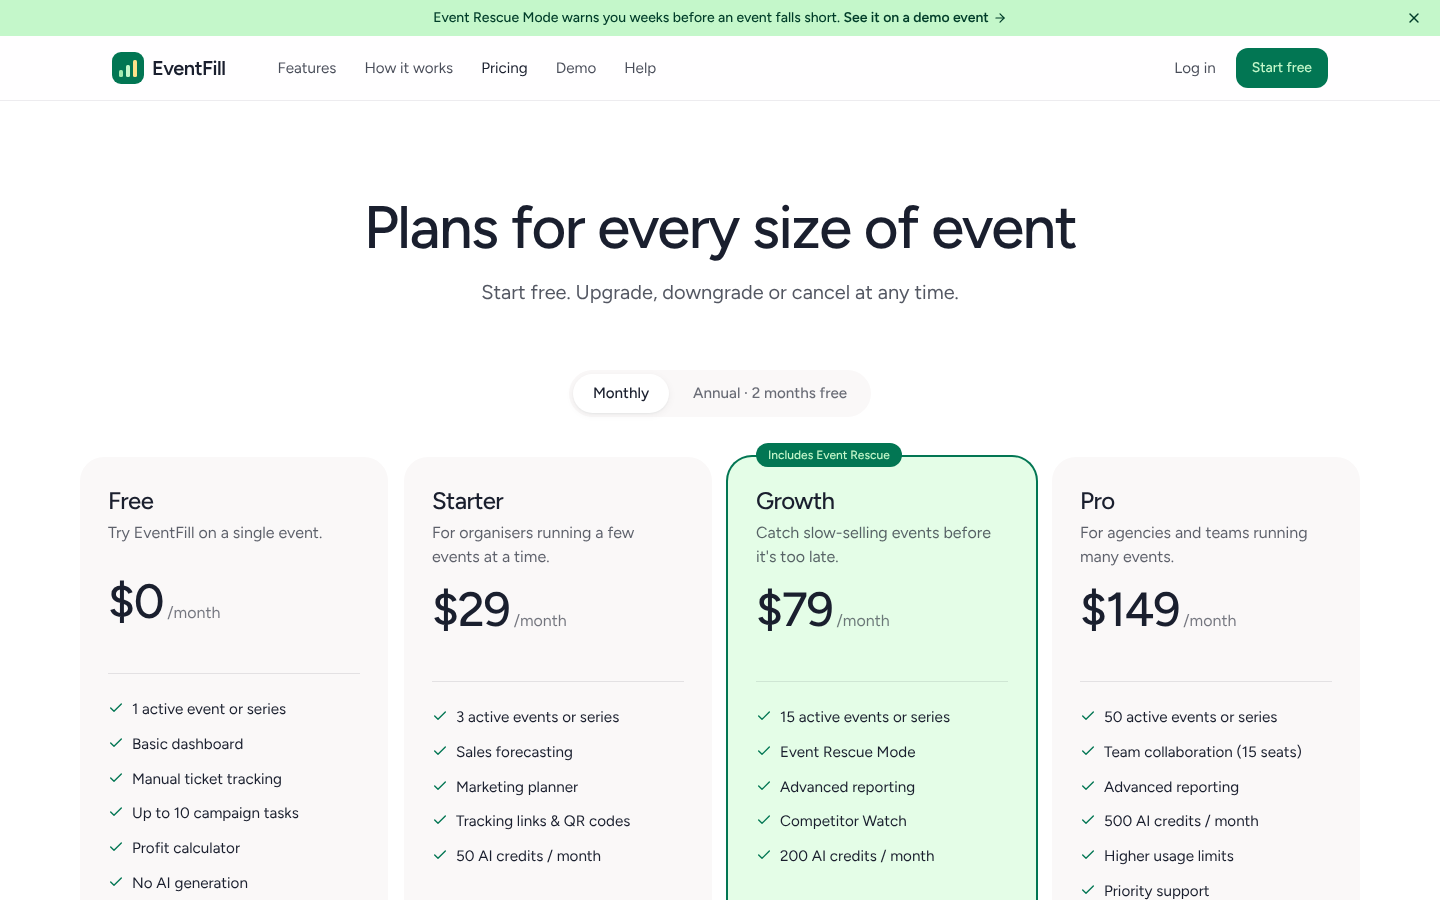 Event Rescue Mode warns you weeks before an event falls short. See it on a demo event →
EventFill
Features
How it works
Pricing
Demo
Help
Log in
Start free
Plans for every size of event
Start free. Upgrade, downgrade or cancel at any time.
Monthly
Annual · 2 months free
Free
Try EventFill on a single event.
$0 /month
1 active event or series
Basic dashboard
Manual ticket tracking
Up to 10 campaign tasks
Profit calculator
No AI generation
Starter
For organisers running a few
events at a time.
$29 /month
3 active events or series
Sales forecasting
Marketing planner
Tracking links & QR codes
50 AI credits / month
Includes Event Rescue
Growth
Catch slow-selling events before
it's too late.
$79 /month
15 active events or series
Event Rescue Mode
Advanced reporting
Competitor Watch
200 AI credits / month
Pro
For agencies and teams running
many events.
$149 /month
50 active events or series
Team collaboration (15 seats)
Advanced reporting
500 AI credits / month
Higher usage limits
Priority support